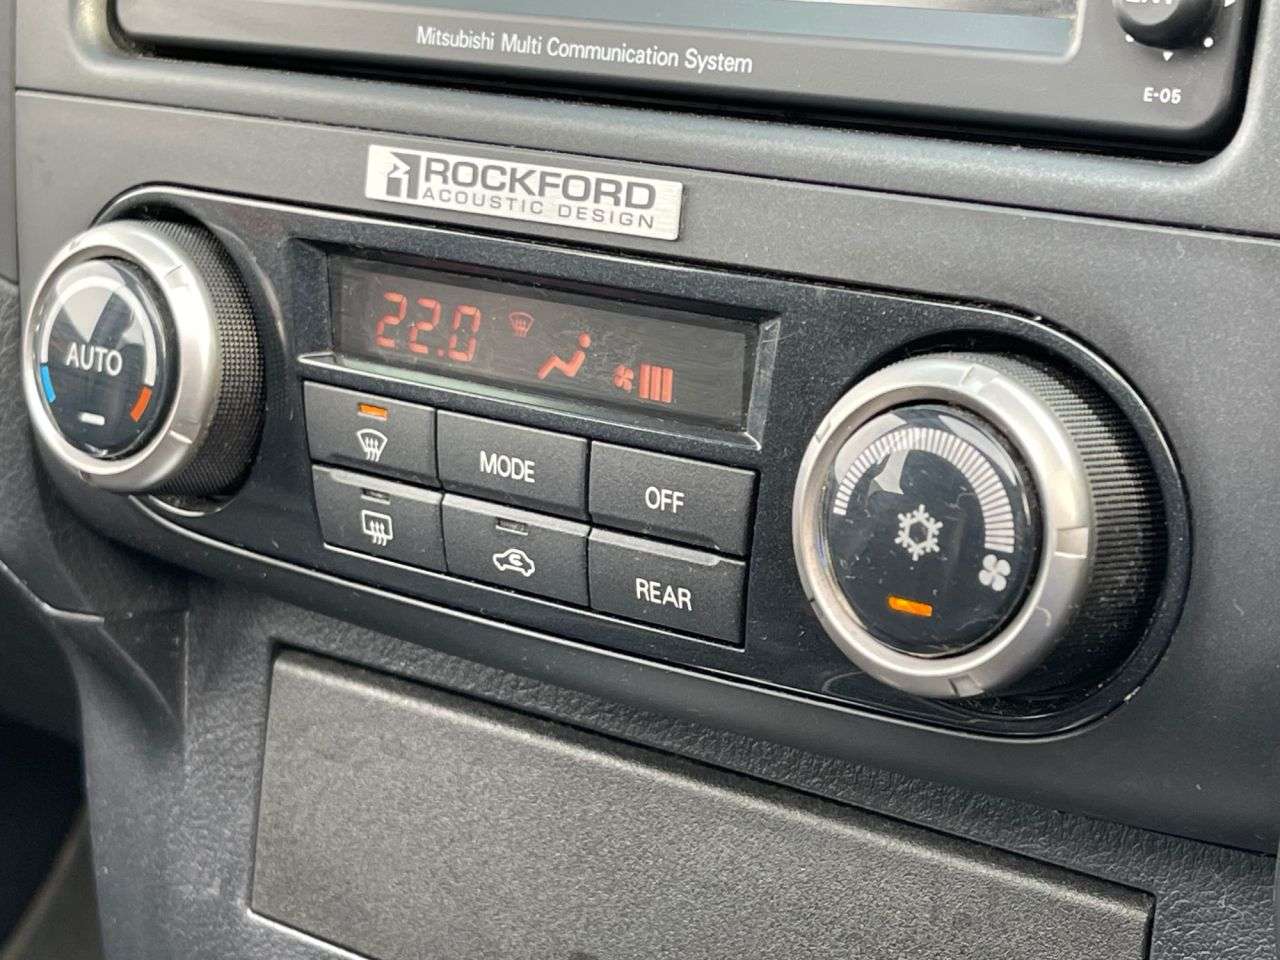 Mitsubishi Multi Communication System
E-05
ROCKFORD
ACOUSTIC DESIGN
22.0
AUTO
MODE
OFF
REAR